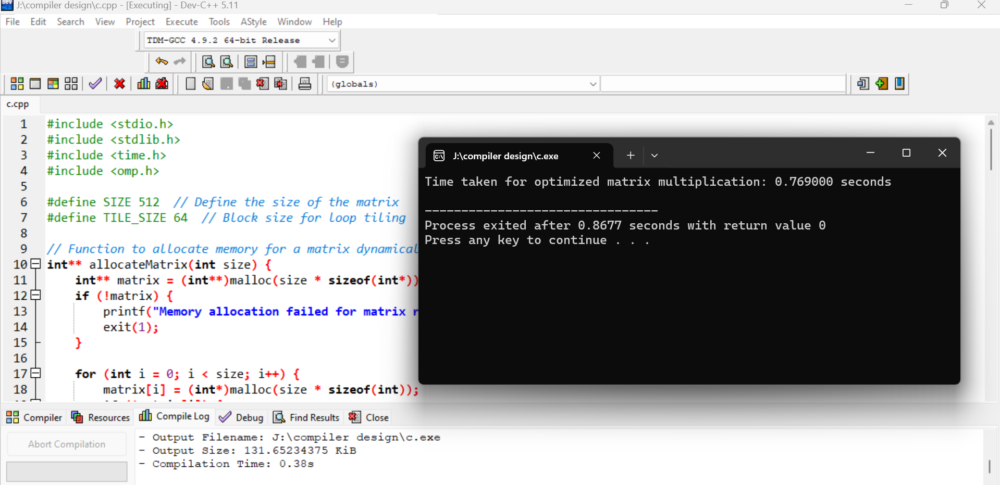 J:\compiler design\c.cpp - [Executing] - Dev-C++ 5.11
File Edit Search View Project Execute Tools AStyle Window Help
TDM-GCC 4.9.2 64-bit Release
(globals)
c.cpp
1 #include <stdio.h>
2 #include <stdlib.h>
3 #include <time.h>
4 #include <omp.h>
5
6 #define SIZE 512 // Define the size of the matrix
7 #define TILE_SIZE 64 // Block size for loop tiling
8
9 // Function to allocate memory for a matrix dynamical
10 int** allocateMatrix(int size) {
11 int** matrix = (int**)malloc(size * sizeof(int*))
12 if (!matrix) {
13 printf("Memory allocation failed for matrix r
14 exit(1);
15 }
16
17 for (int i = 0; i < size; i++) {
18 matrix[i] = (int*)malloc(size * sizeof(int));
J:\compiler design\c.exe
Time taken for optimized matrix multiplication: 0.769000 seconds
--------------------------------
Process exited after 0.8677 seconds with return value 0
Press any key to continue . . .
Compiler Resources Compile Log Debug Find Results Close
Abort Compilation
- Output Filename: J:\compiler design\c.exe
- Output Size: 131.65234375 KiB
- Compilation Time: 0.38s